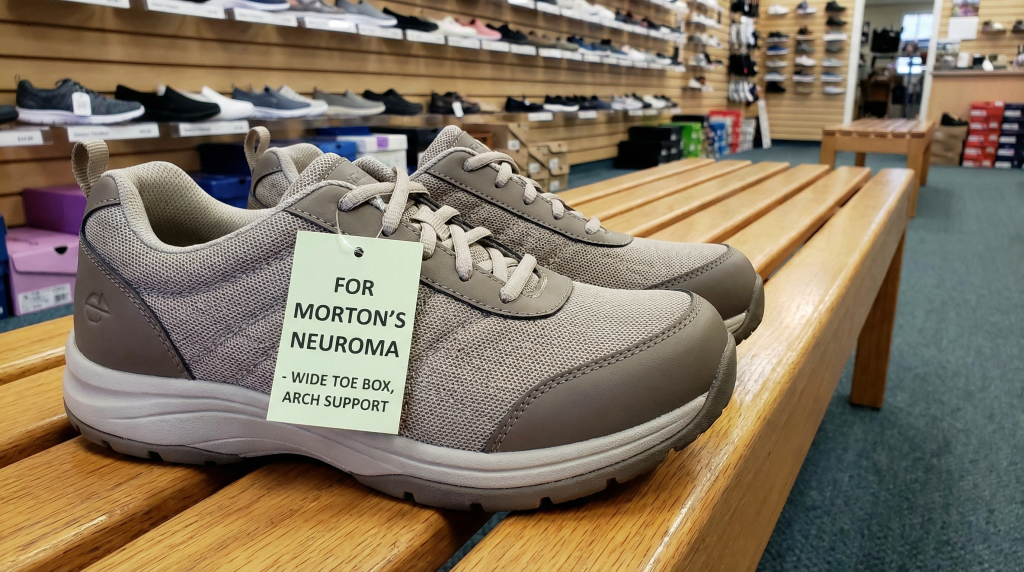 FOR
MORTON’S
NEUROMA
- WIDE TOE BOX,
ARCH SUPPORT